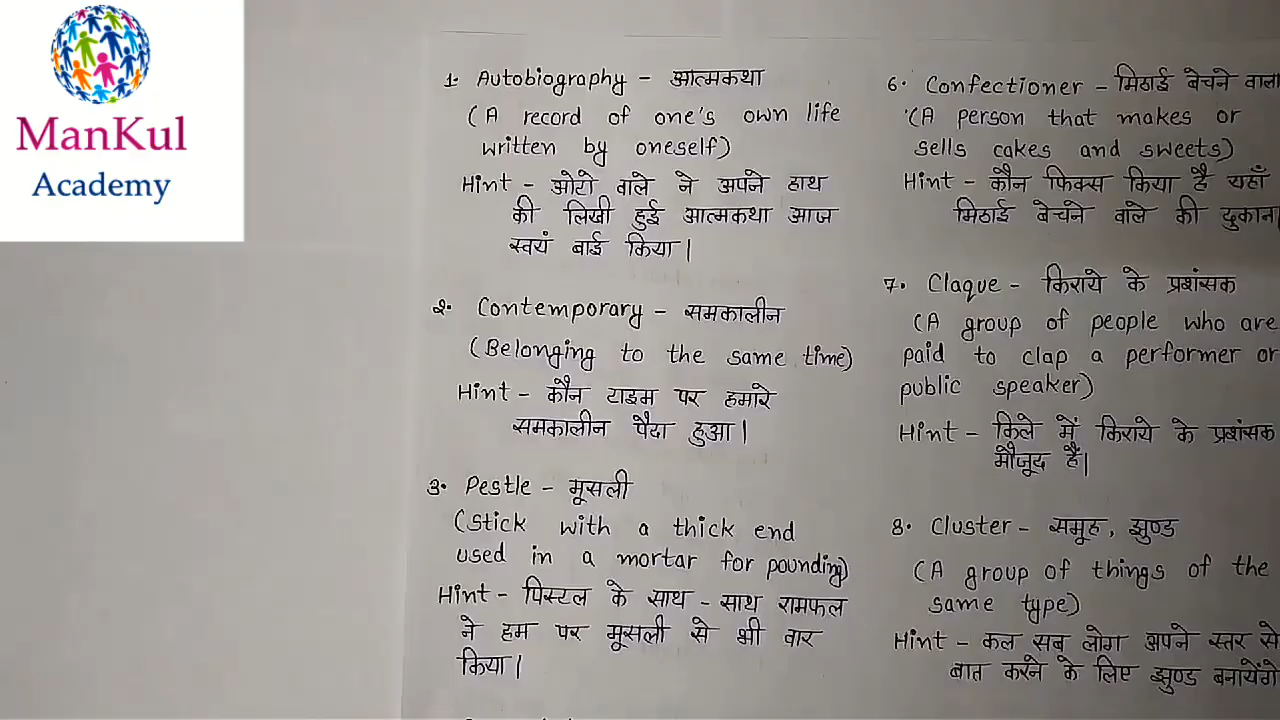 ManKul
Academy
1. Autobiography - आत्मकथा
(A record of one's own life
written by oneself)
Hint - ओटो वाले ने अपने हाथ
की लिखी हुई आत्मकथा आज
स्वयं बाई किया।
2. Contemporary - समकालीन
(Belonging to the same time)
Hint - कौन टाइम पर हमारे
समकालीन पैदा हुआ।
3. Pestle - मूसली
(Stick with a thick end
used in a mortar for pounding)
Hint - पिस्टल के साथ - साथ रामफल
ने हम पर मूसली से भी वार
किया।
6. Confectioner - मिठाई बेचने वाला
(A person that makes or
sells cakes and sweets)
Hint - कौन फिक्स किया है यहाँ
मिठाई बेचने वाले की दुकान
7. Claque - किराये के प्रशंसक
(A group of people who are
paid to clap a performer or
public speaker)
Hint - किले में किराये के प्रशंसक
मौजूद हैं।
8. Cluster - समूह, झुण्ड
(A group of things of the
same type)
Hint - कल सब लोग अपने स्तर से
बात करने के लिए झुण्ड बनायेंगे